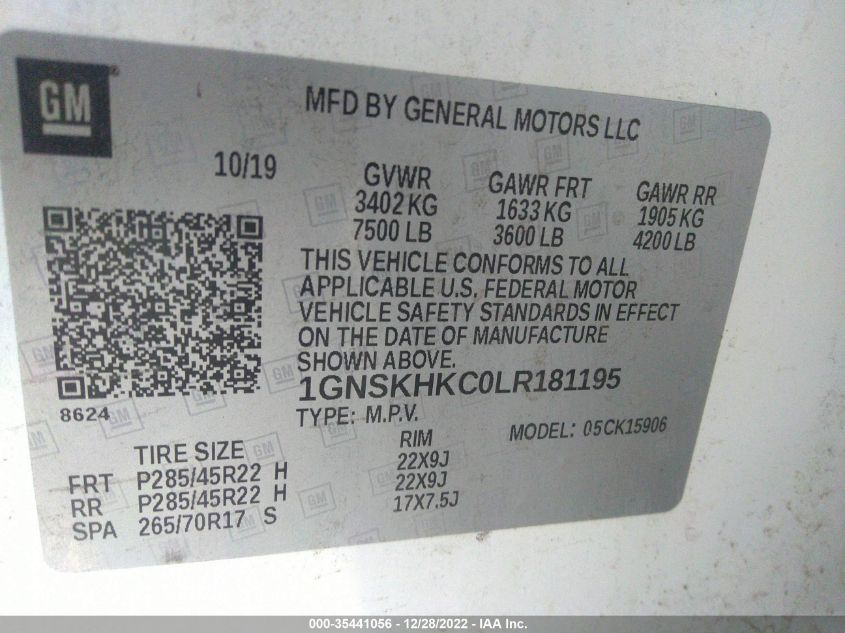 GM
MFD BY GENERAL MOTORS LLC
10/19
GVWR GAWR FRT GAWR RR
3402 KG 1633 KG 1905 KG
7500 LB 3600 LB 4200 LB
THIS VEHICLE CONFORMS TO ALL
APPLICABLE U.S. FEDERAL MOTOR
VEHICLE SAFETY STANDARDS IN EFFECT
ON THE DATE OF MANUFACTURE
SHOWN ABOVE.
1GNSKHKC0LR181195
8624
TYPE: M.P.V. MODEL: 05CK15906
TIRE SIZE RIM
FRT P285/45R22 H 22X9J
RR P285/45R22 H 22X9J
SPA 265/70R17 S 17X7.5J
000-35441056 - 12/28/2022 - IAA Inc.